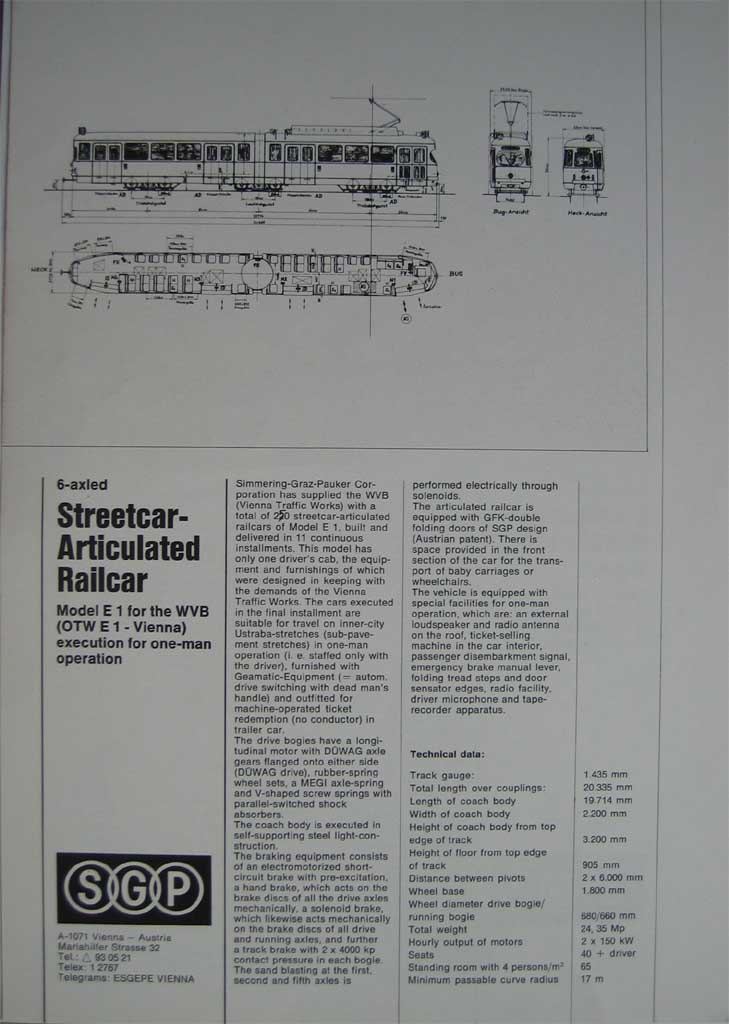 HECK
BUG
Bug-Ansicht
Heck-Ansicht
6-axled
Streetcar-
Articulated
Railcar
Model E 1 for the WVB
(OTW E 1 - Vienna)
execution for one-man
operation
SGP
A-1071 Vienna – Austria
Mariahilfer Strasse 32
Tel.: △ 93 05 21
Telex: 1 2767
Telegrams: ESGEPE VIENNA
Simmering-Graz-Pauker Cor-
poration has supplied the WVB
(Vienna Traffic Works) with a
total of 250 streetcar-articulated
railcars of Model E 1, built and
delivered in 11 continuous
installments. This model has
only one driver's cab, the equip-
ment and furnishings of which
were designed in keeping with
the demands of the Vienna
Traffic Works. The cars executed
in the final installment are
suitable for travel on inner-city
Ustraba-stretches (sub-pave-
ment stretches) in one-man
operation (i. e. staffed only with
the driver), furnished with
Geamatic-Equipment (= autom.
drive switching with dead man's
handle) and outfitted for
machine-operated ticket
redemption (no conductor) in
trailer car.
The drive bogies have a longi-
tudinal motor with DÜWAG axle
gears flanged onto either side
(DÜWAG drive), rubber-spring
wheel sets, a MEGI axle-spring
and V-shaped screw springs with
parallel-switched shock
absorbers.
The coach body is executed in
self-supporting steel light-con-
struction.
The braking equipment consists
of an electromotorized short-
circuit brake with pre-excitation,
a hand brake, which acts on the
brake discs of all the drive axles
mechanically, a solenoid brake,
which likewise acts mechanically
on the brake discs of all drive
and running axles, and further
a track brake with 2 x 4000 kp
contact pressure in each bogie.
The sand blasting at the first,
second and fifth axles is
performed electrically through
solenoids.
The articulated railcar is
equipped with GFK-double
folding doors of SGP design
(Austrian patent). There is
space provided in the front
section of the car for the trans-
port of baby carriages or
wheelchairs.
The vehicle is equipped with
special facilities for one-man
operation, which are: an external
loudspeaker and radio antenna
on the roof, ticket-selling
machine in the car interior,
passenger disembarkment signal,
emergency brake manual lever,
folding tread steps and door
sensator edges, radio facility,
driver microphone and tape-
recorder apparatus.
Technical data:
Track gauge: 1.435 mm
Total length over couplings: 20.335 mm
Length of coach body 19.714 mm
Width of coach body 2.200 mm
Height of coach body from top
edge of track 3.200 mm
Height of floor from top edge
of track 905 mm
Distance between pivots 2 x 6.000 mm
Wheel base 1.800 mm
Wheel diameter drive bogie/
running bogie 680/660 mm
Total weight 24, 35 Mp
Hourly output of motors 2 x 150 kW
Seats 40 + driver
Standing room with 4 persons/m² 65
Minimum passable curve radius 17 m